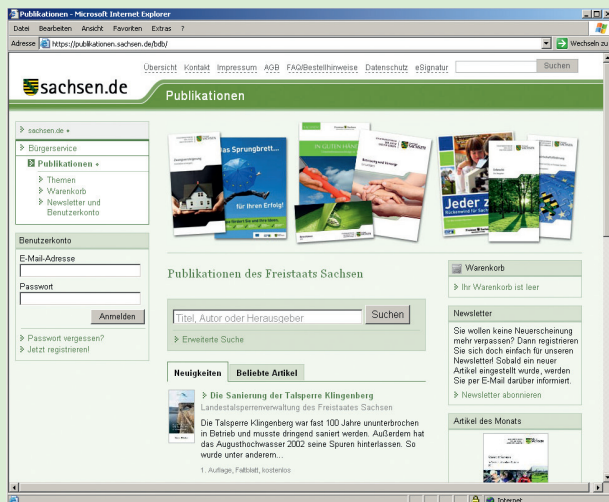 Publikationen - Microsoft Internet Explorer
Datei Bearbeiten Ansicht Favoriten Extras ?
Adresse https://publikationen.sachsen.de/bdb/ Wechseln zu
Übersicht Kontakt Impressum AGB FAQ/Bestellhinweise Datenschutz eSignatur Suchen
sachsen.de
Publikationen
sachsen.de
Bürgerservice
Publikationen
Themen
Warenkorb
Newsletter und
Benutzerkonto
Benutzerkonto
E-Mail-Adresse
Passwort
Anmelden
Passwort vergessen?
Jetzt registrieren!
Das Sprungbrett...
für Ihren Erfolg!
IN GUTEN HÄNDEN
Jeder z
Publikationen des Freistaats Sachsen
Titel, Autor oder Herausgeber Suchen
Erweiterte Suche
Neuigkeiten Beliebte Artikel
Die Sanierung der Talsperre Klingenberg
Landestalsperrenverwaltung des Freistaates Sachsen
Die Talsperre Klingenberg war fast 100 Jahre ununterbrochen
in Betrieb und musste dringend saniert werden. Außerdem hat
das Augusthochwasser 2002 seine Spuren hinterlassen. So
wurde unter anderem...
1. Auflage, Faltblatt, kostenlos
Warenkorb
Ihr Warenkorb ist leer
Newsletter
Sie wollen keine Neuerscheinung
mehr verpassen? Dann registrieren
Sie sich doch einfach für unseren
Newsletter! Sobald ein neuer
Artikel eingestellt wurde, werden
Sie per E-Mail darüber informiert.
Newsletter abonnieren
Artikel des Monats
Internet